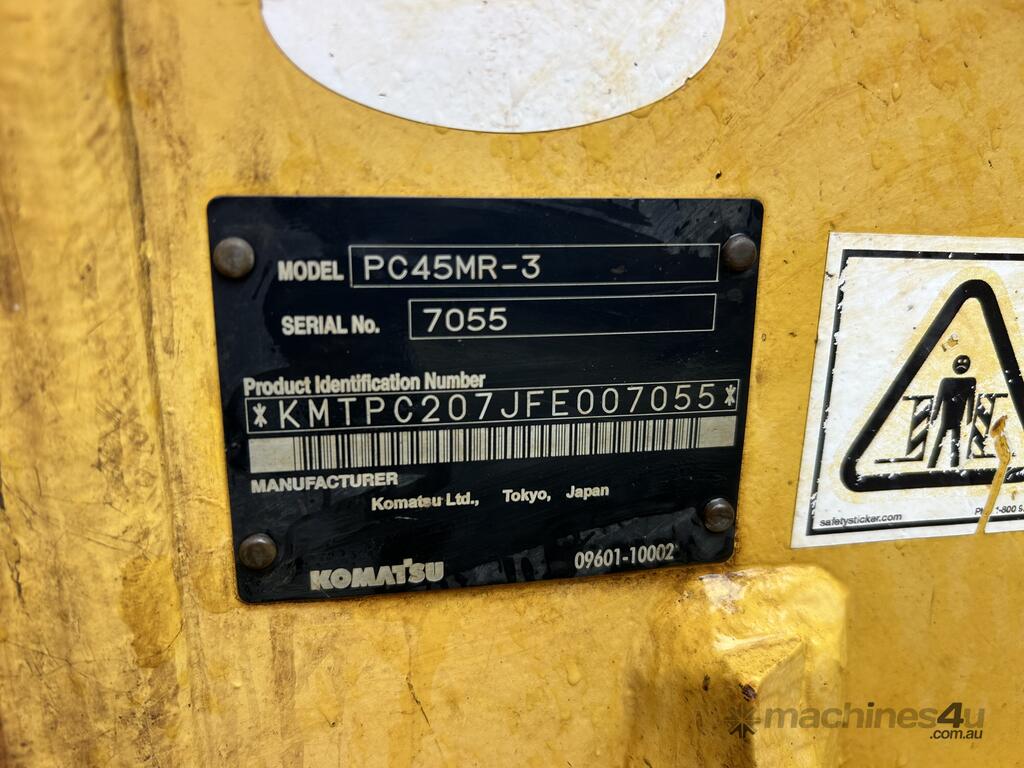 MODEL PC45MR-3
SERIAL No. 7055
Product Identification Number
*KMTPC207JFE007055*
MANUFACTURER
Komatsu Ltd., Tokyo, Japan
KOMATSU 09601-10002
safetysticker.com
machines4u
.com.au